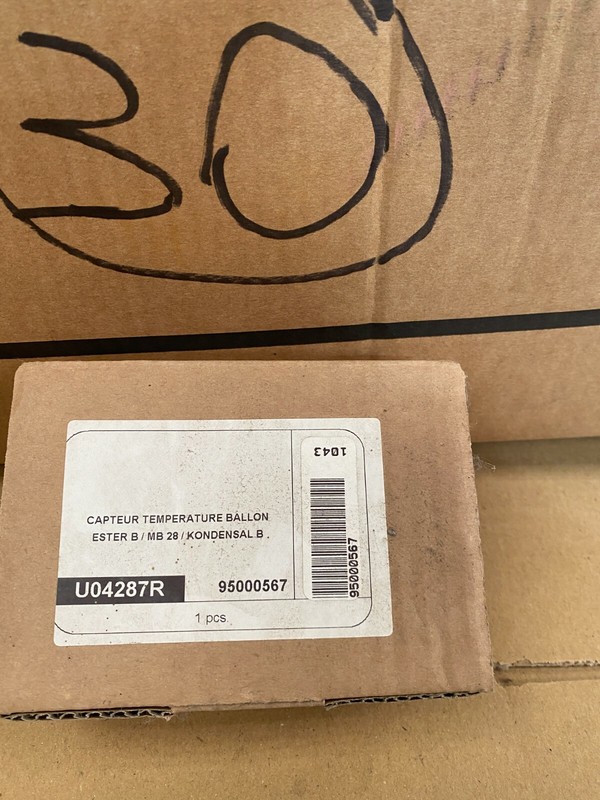 30
CAPTEUR TEMPERATURE BALLON
ESTER B / MB 28 / KONDENSAL B .
U04287R
95000567
1 pcs.
1043
95000567